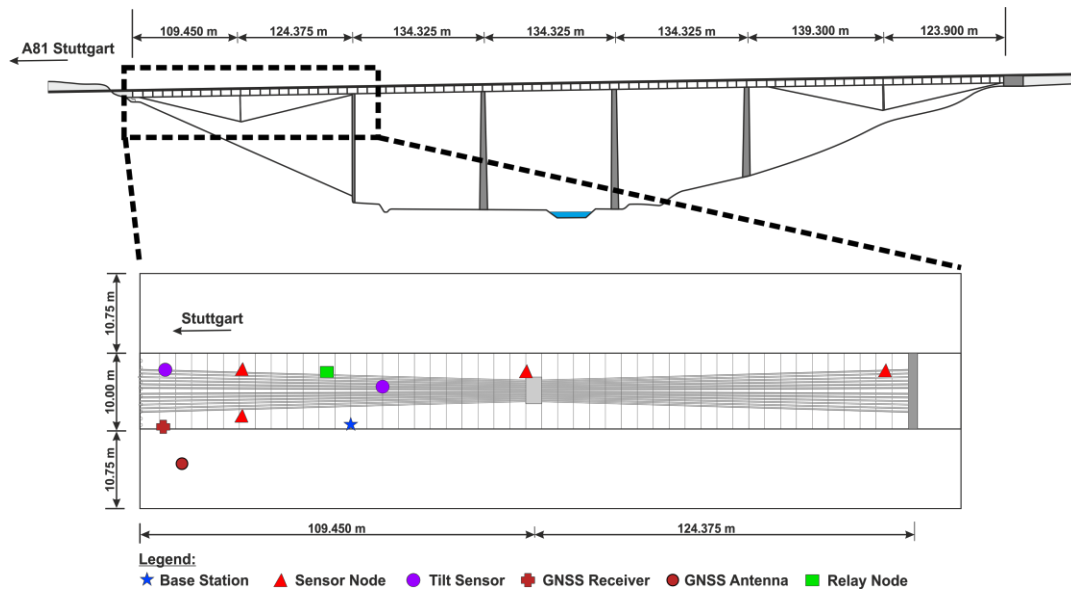 109.450 m 124.375 m 134.325 m 134.325 m 134.325 m 139.300 m 123.900 m
A81 Stuttgart
10.75 m
Stuttgart
10.00 m
10.75 m
109.450 m 124.375 m
Legend:
Base Station Sensor Node Tilt Sensor GNSS Receiver GNSS Antenna Relay Node